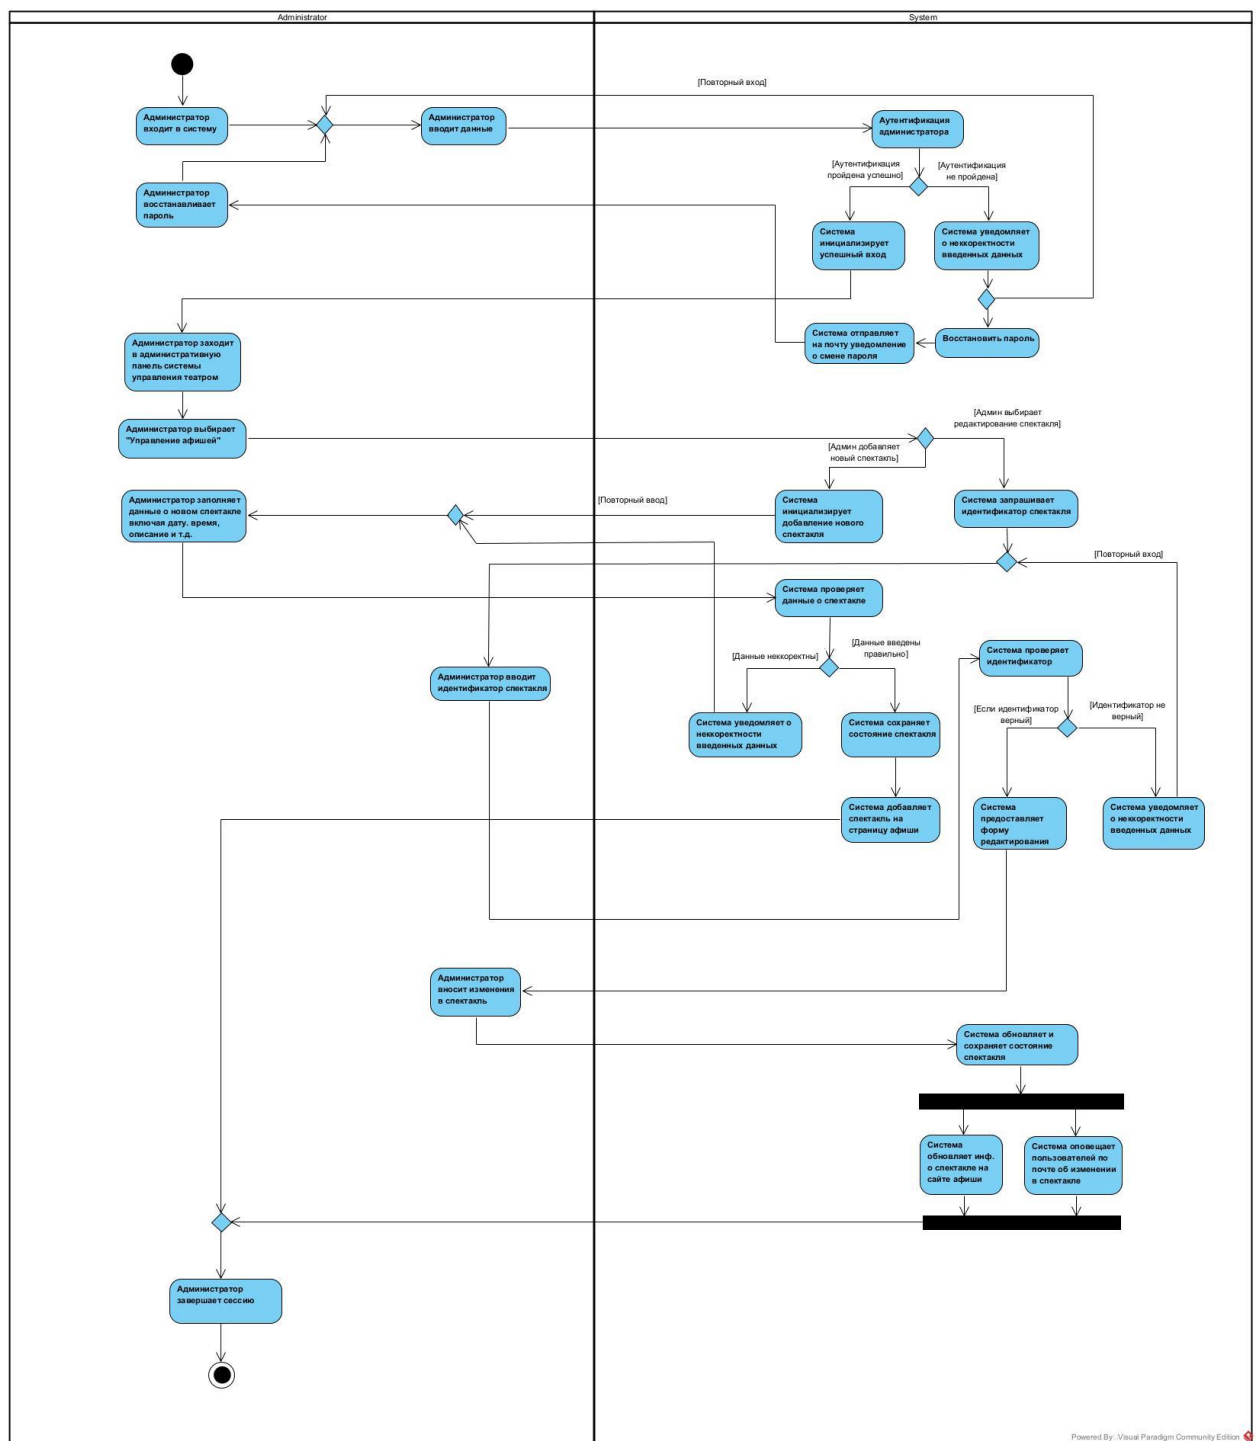 Administrator
System
[Повторный вход]
Администратор
входит в систему
Администратор
вводит данные
Аутентификация
администратора
[Аутентификация
пройдена успешно]
[Аутентификация
не пройдена]
Администратор
восстанавливает
пароль
Система
инициализирует
успешный вход
Система уведомляет
о неккоректности
введенных данных
Администратор заходит
в административную
панель системы
управления театром
Система отправляет
на почту уведомление
о смене пароля
Восстановить пароль
Администратор выбирает
"Управление афишей"
[Админ выбирает
редактирование спектакля]
[Админ добавляет
новый спектакль]
Администратор заполняет
данные о новом спектакле
включая дату. время,
описание и т.д.
[Повторный ввод]
Система
инициализирует
добавление нового
спектакля
Система запрашивает
идентификатор спектакля
[Повторный вход]
Система проверяет
данные о спектакле
[Данные неккоректны]
[Данные введены
правильно]
Система проверяет
идентификатор
Администратор вводит
идентификатор спектакля
Система уведомляет о
неккоректности
введенных данных
Система сохраняет
состояние спектакля
[Если идентификатор
верный]
[Идентификатор не
верный]
Система добавляет
спектакль на
страницу афиши
Система
предоставляет
форму
редактирования
Система уведомляет
о неккоректности
введенных данных
Администратор
вносит изменения
в спектакль
Система обновляет и
сохраняет состояние
спектакля
Система
обновляет инф.
о спектакле на
сайте афиши
Система оповещает
пользователей по
почте об изменении
в спектакле
Администратор
завершает сессию
Powered By: Visual Paradigm Community Edition